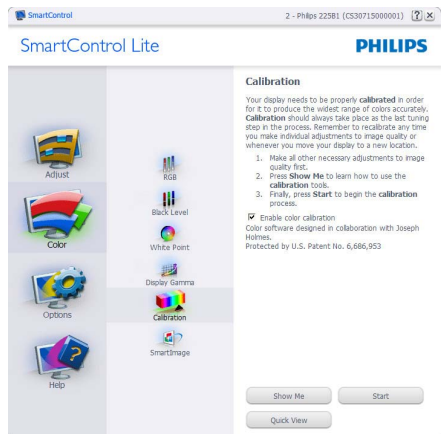 SmartControl
2 - Philips 225B1 (CS30715000001)
SmartControl Lite
PHILIPS
Adjust
Color
Options
Help
RGB
Black Level
White Point
Display Gamma
Calibration
SmartImage
Calibration
Your display needs to be properly calibrated in order
for it to produce the widest range of colors accurately.
Calibration should always take place as the last tuning
step in the process. Remember to recalibrate any time
you make individual adjustments to image quality or
whenever you move your display to a new location.
1. Make all other necessary adjustments to image
quality first.
2. Press Show Me to learn how to use the
calibration tools.
3. Finally, press Start to begin the calibration
process.
Enable color calibration
Color software designed in collaboration with Joseph
Holmes.
Protected by U.S. Patent No. 6,686,953
Show Me
Start
Quick View